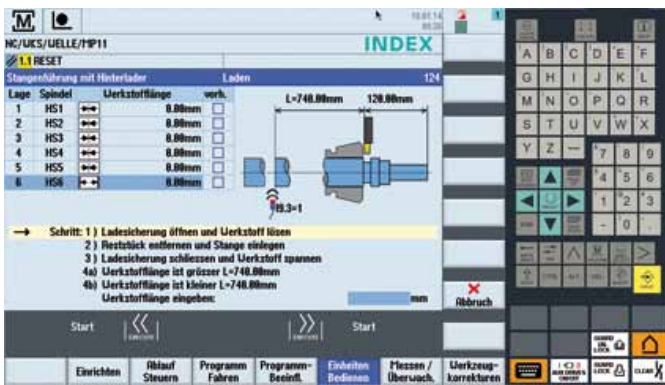 M
NC/UKS/WELLE/MP11
INDEX
1.1 RESET
Stangenführung mit Hinterlader Laden 124
Lage Spindel Werkstofflänge vorh.
1 HS1 0.00mm
2 HS2 0.00mm
3 HS3 0.00mm
4 HS4 0.00mm
5 HS5 0.00mm
6 HS6 0.00mm
L=740.00mm 120.00mm
I19.3=1
Schritt: 1) Ladesicherung öffnen und Werkstoff lösen
2) Reststück entfernen und Stange einlegen
3) Ladesicherung schliessen und Werkstoff spannen
4a) Werkstofflänge ist grösser L=740.00mm
4b) Werkstofflänge ist kleiner L=740.00mm
Werkstofflänge eingeben: mm
Abbruch
Start Start
Einrichten
Ablauf Steuern
Programm Fahren
Programm- Beeinfl.
Einheiten Bedienen
Messen / Überwach.
Werkzeug- korrekturen
A B C D E F
G H I J K L
M N O P Q R
S T U V W X
Y Z - 7 8 9
4 5 6
1 2 3
- 0 .